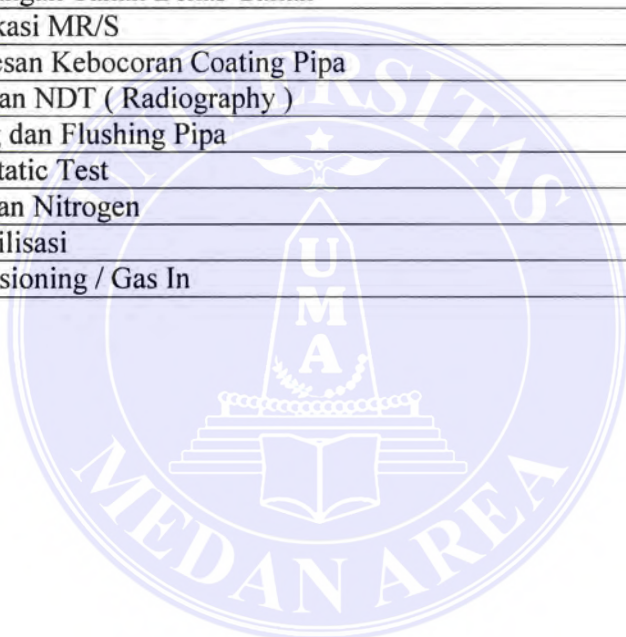 kasi MR/S
esan Kebocoran Coating Pipa
an NDT ( Radiography )
dan Flushing Pipa
tatic Test
an Nitrogen
ilisasi
sioning / Gas In
UNIVERSITAS
UMA
MEDAN AREA